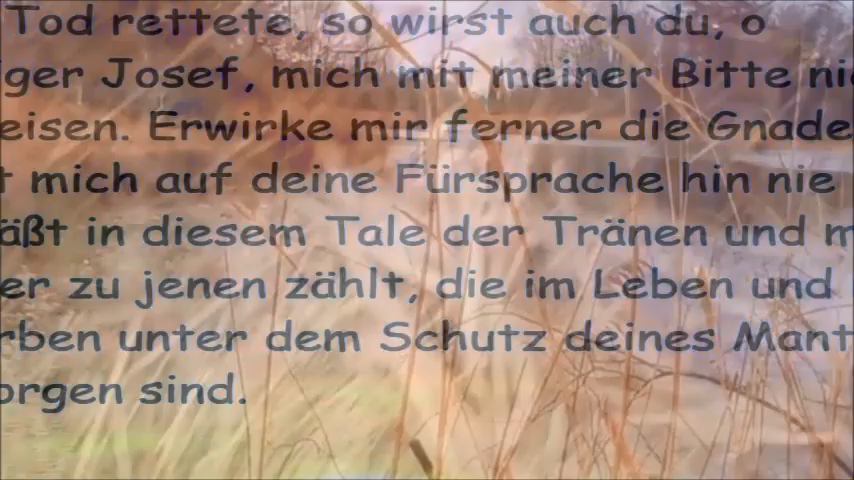 Tod rettete, so wirst auch du, o
iger Josef, mich mit meiner Bitte nic
eisen. Erwirke mir ferner die Gnade
t mich auf deine Fürsprache hin nie
äßt in diesem Tale der Tränen und m
er zu jenen zählt, die im Leben und
rben unter dem Schutz deines Mant
orgen sind.